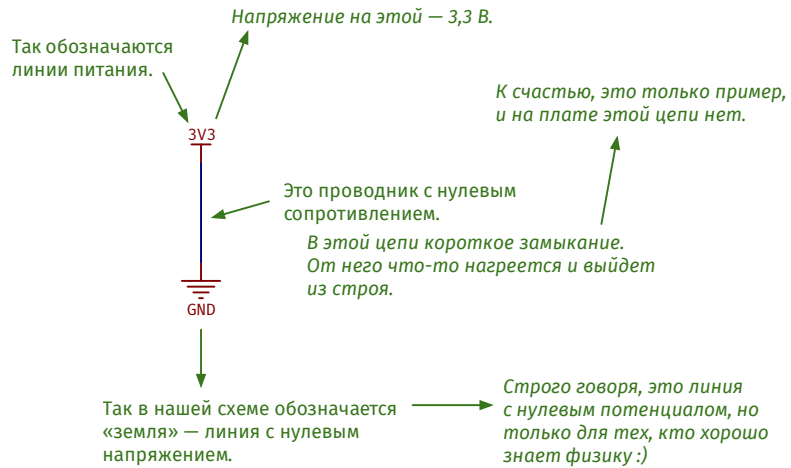 Напряжение на этой — 3,3 В.
Так обозначаются
линии питания.
К счастью, это только пример,
и на плате этой цепи нет.
3V3
Это проводник с нулевым
сопротивлением.
В этой цепи короткое замыкание.
От него что-то нагреется и выйдет
из строя.
GND
Так в нашей схеме обозначается
«земля» — линия с нулевым
напряжением.
Строго говоря, это линия
с нулевым потенциалом, но
только для тех, кто хорошо
знает физику :)